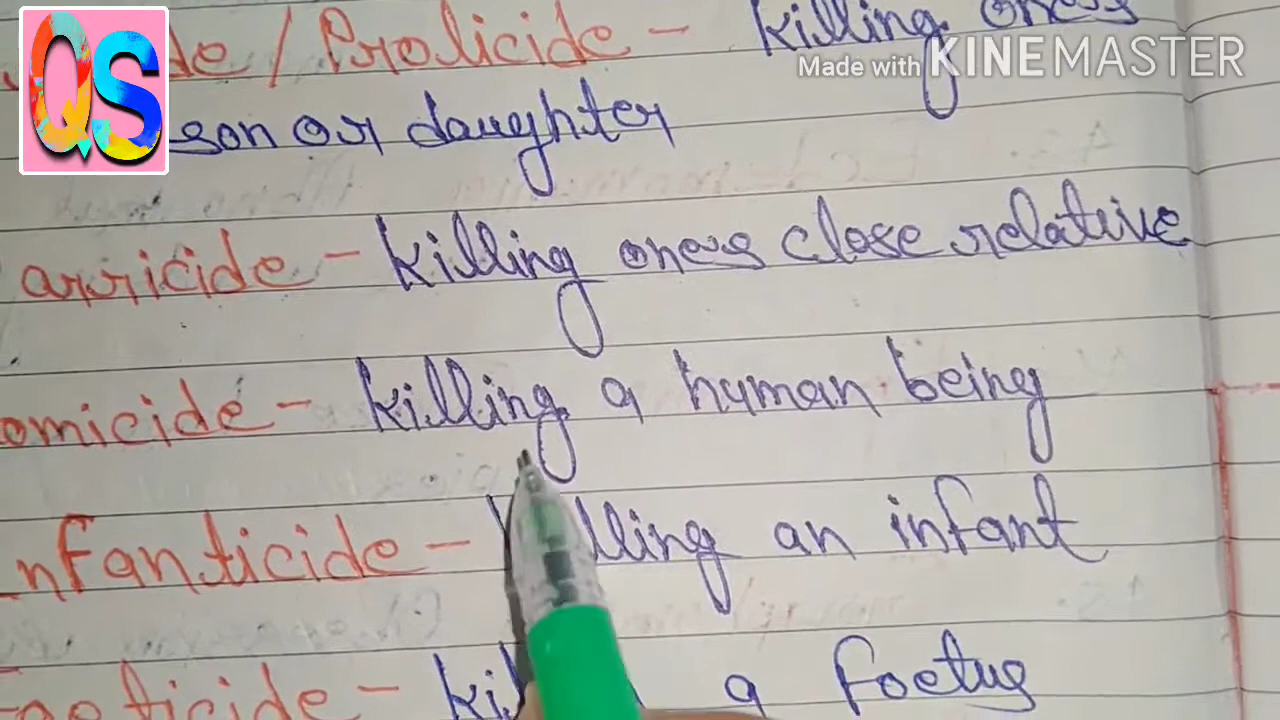 de / Prolicide - killing ones
son or daughter
arricide - killing ones close relative
omicide - killing a human being
nfanticide - killing an infant
a foetus
QS
Made with KINEMASTER